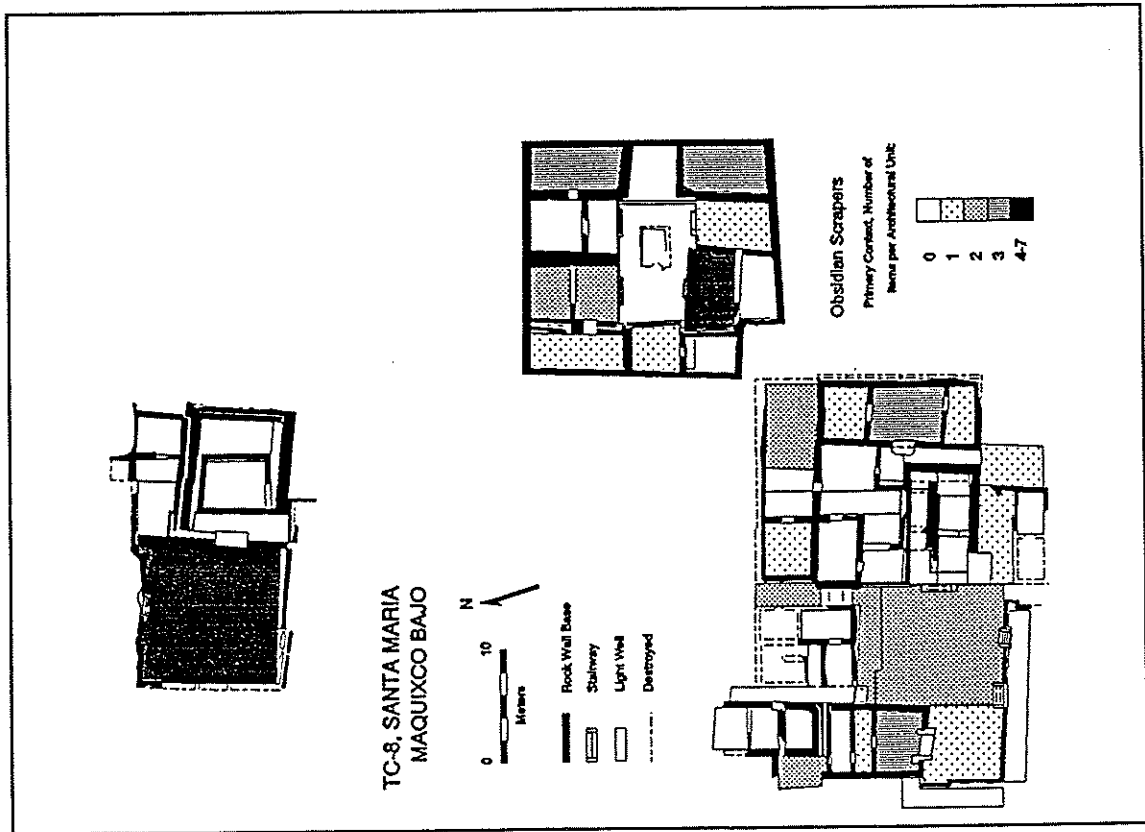 TC-8, SANTA MARIA
MAQUIXCO BAJO
N
0 10
Meters
Rock Wall Base
Stairway
Light Well
Destroyed
Obsidian Scrapers
Primary Context, Number of
Items per Architectural Unit:
0
1
2
3
4-7